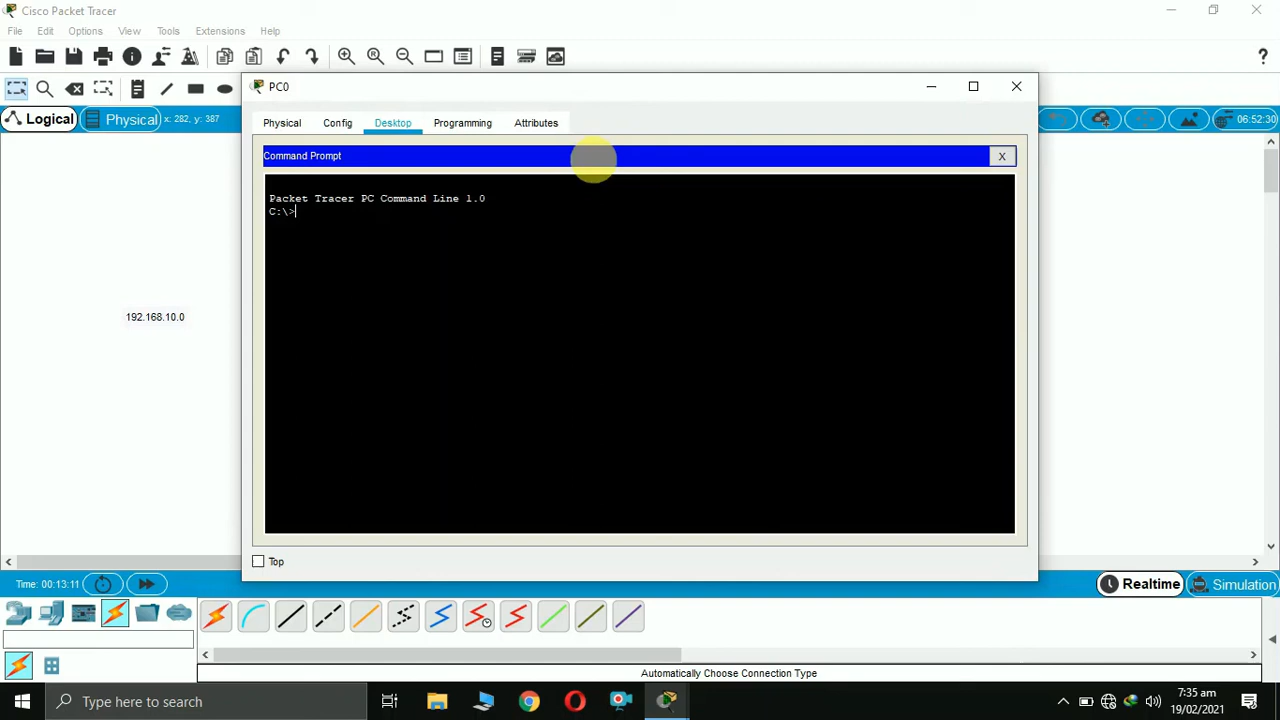 Cisco Packet Tracer
File Edit Options View Tools Extensions Help
?
PC0
Logical Physical x: 282, y: 387
06:52:30
Physical Config Desktop Programming Attributes
Command Prompt
X
Packet Tracer PC Command Line 1.0
C:\>
192.168.10.0
Top
Time: 00:13:11
Realtime Simulation
Automatically Choose Connection Type
Type here to search
7:35 am
19/02/2021